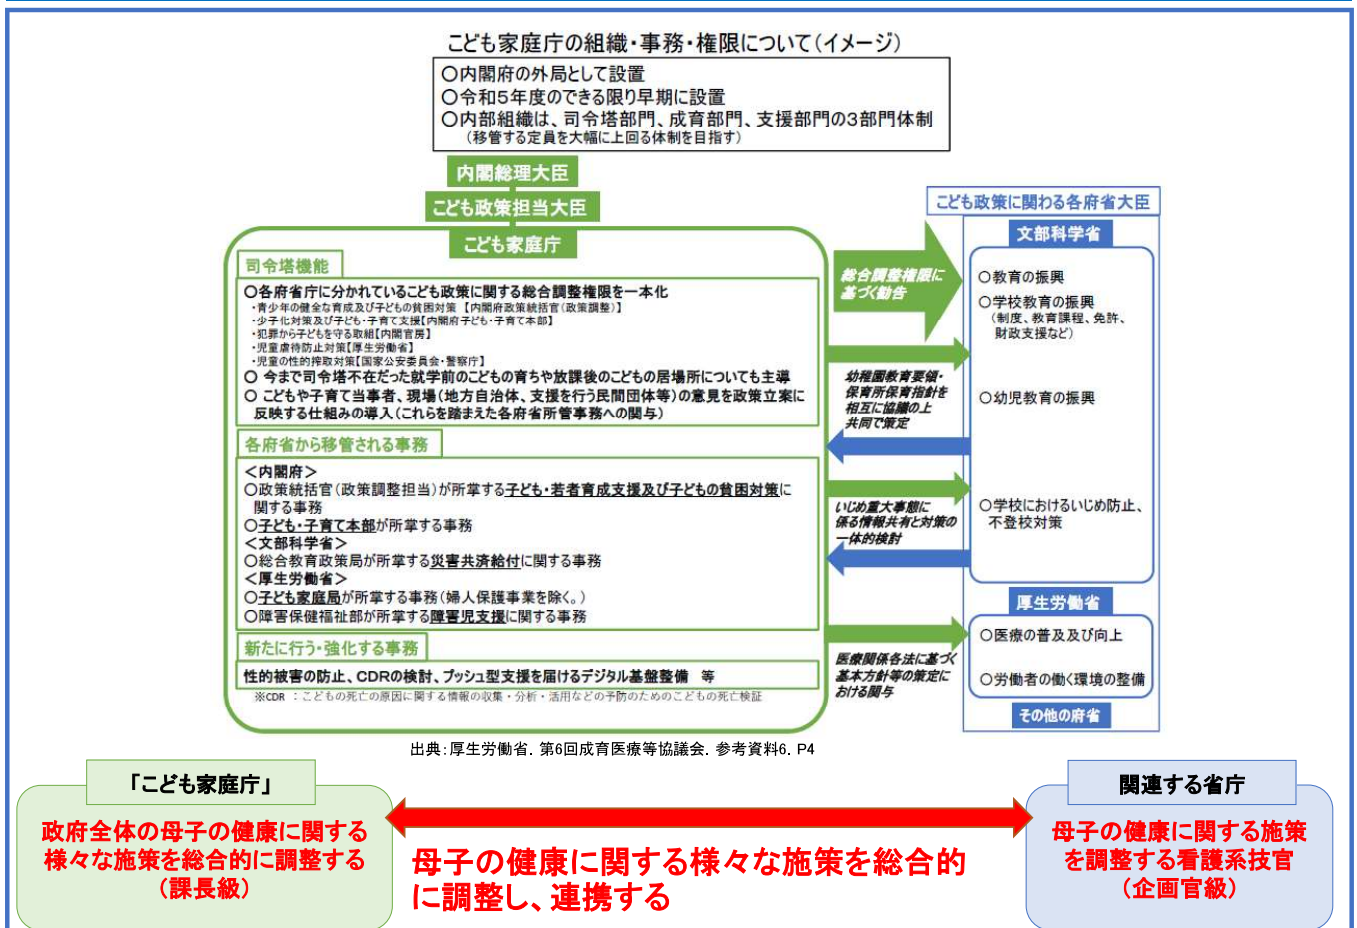 こども家庭庁の組織・事務・権限について(イメージ)
○内閣府の外局として設置
○令和5年度のできる限り早期に設置
○内部組織は、司令塔部門、成育部門、支援部門の3部門体制
(移管する定員を大幅に上回る体制を目指す)
内閣総理大臣
こども政策担当大臣
こども家庭庁
司令塔機能
○各府省庁に分かれているこども政策に関する総合調整権限を一本化
・青少年の健全な育成及び子どもの貧困対策 【内閣府政策統括官(政策調整)】
・少子化対策及び子ども・子育て支援【内閣府子ども・子育て本部】
・犯罪から子どもを守る取組【内閣官房】
・児童虐待防止対策【厚生労働省】
・児童の性的搾取対策【国家公安委員会・警察庁】
○ 今まで司令塔不在だった就学前のこどもの育ちや放課後のこどもの居場所についても主導
○ こどもや子育て当事者、現場(地方自治体、支援を行う民間団体等)の意見を政策立案に
反映する仕組みの導入(これらを踏まえた各府省所管事務への関与)
各府省から移管される事務
<内閣府>
○政策統括官(政策調整担当)が所掌する子ども・若者育成支援及び子どもの貧困対策に
関する事務
○子ども・子育て本部が所掌する事務
<文部科学省>
○総合教育政策局が所掌する災害共済給付に関する事務
<厚生労働省>
○子ども家庭局が所掌する事務(婦人保護事業を除く。)
○障害保健福祉部が所掌する障害児支援に関する事務
新たに行う・強化する事務
性的被害の防止、CDRの検討、プッシュ型支援を届けるデジタル基盤整備 等
※CDR :こどもの死亡の原因に関する情報の収集・分析・活用などの予防のためのこどもの死亡検証
総合調整権限に
基づく勧告
幼稚園教育要領・
保育所保育指針を
相互に協議の上
共同で策定
いじめ重大事態に
係る情報共有と対策の
一体的検討
医療関係各法に基づく
基本方針等の策定に
おける関与
こども政策に関わる各府省大臣
文部科学省
○教育の振興
○学校教育の振興
(制度、教育課程、免許、
財政支援など)
○幼児教育の振興
○学校におけるいじめ防止、
不登校対策
厚生労働省
○医療の普及及び向上
○労働者の働く環境の整備
その他の府省
出典:厚生労働省. 第6回成育医療等協議会. 参考資料6. P4
「こども家庭庁」
政府全体の母子の健康に関する
様々な施策を総合的に調整する
(課長級)
母子の健康に関する様々な施策を総合的
に調整し、連携する
関連する省庁
母子の健康に関する施策
を調整する看護系技官
(企画官級)